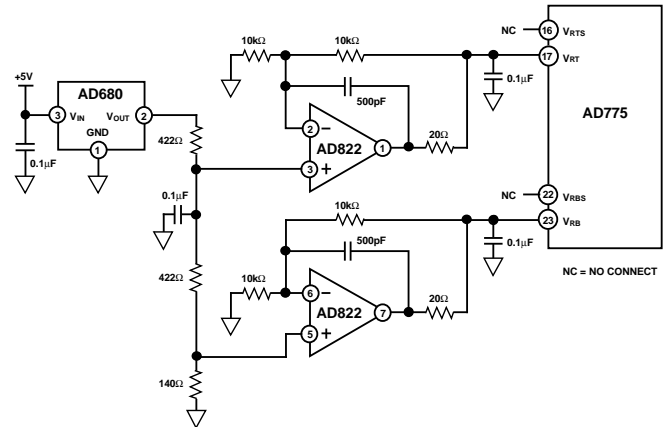 10kΩ 10kΩ
NC 16 VRTS
17 VRT
+5V
AD680
3 VIN VOUT 2
GND
1
0.1μF
422Ω
500pF
2 −
AD822
1
3 +
20Ω
0.1μF
AD775
0.1μF
NC 22 VRBS
23 VRB
10kΩ
500pF
422Ω
10kΩ
6 −
AD822
7
5 +
20Ω
0.1μF
NC = NO CONNECT
140Ω